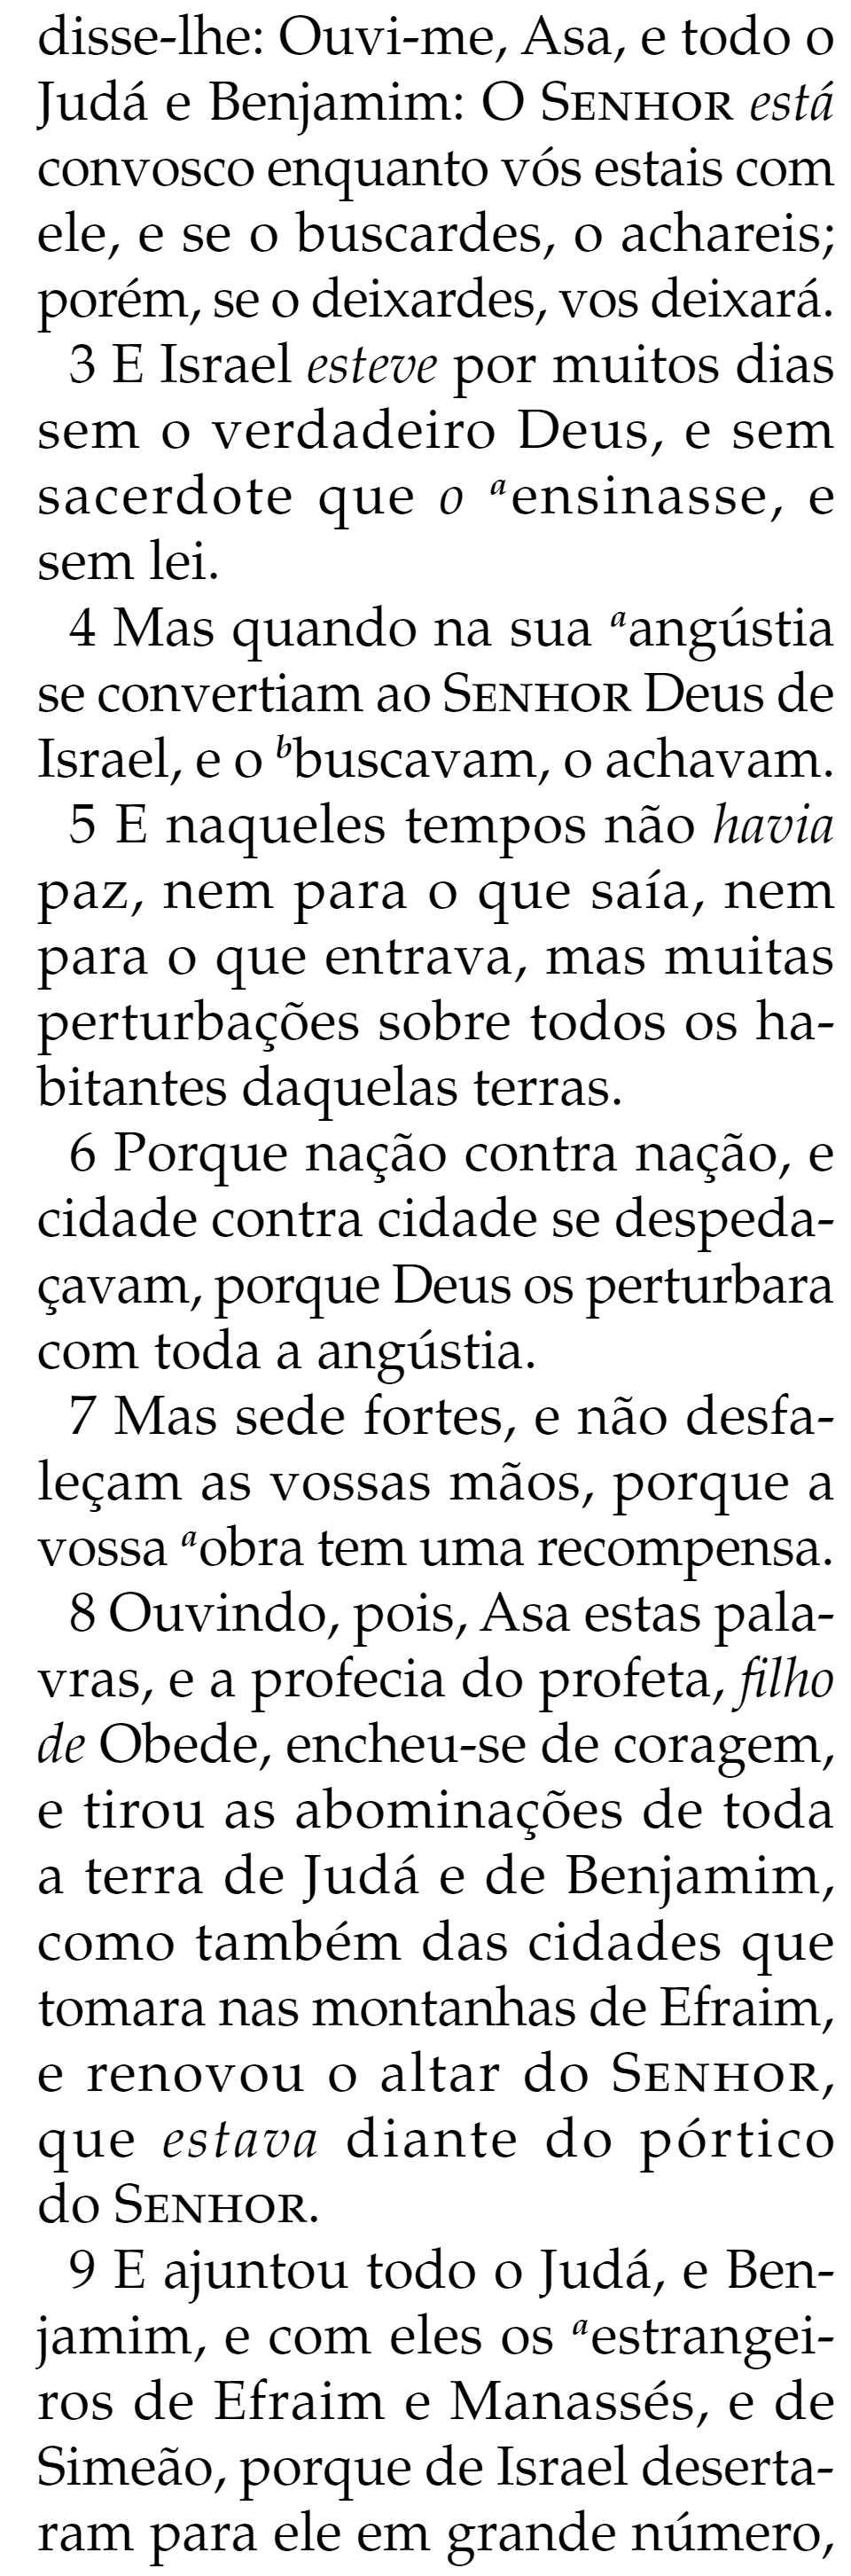 disse-lhe: Ouvi-me, Asa, e todo o
Judá e Benjamim: O SENHOR está
convosco enquanto vós estais com
ele, e se o buscardes, o achareis;
porém, se o deixardes, vos deixará.
3 E Israel esteve por muitos dias
sem o verdadeiro Deus, e sem
sacerdote que o aensinasse, e
sem lei.
4 Mas quando na sua aangústia
se convertiam ao SENHOR Deus de
Israel, e o bbuscavam, o achavam.
5 E naqueles tempos não havia
paz, nem para o que saía, nem
para o que entrava, mas muitas
perturbações sobre todos os ha-
bitantes daquelas terras.
6 Porque nação contra nação, e
cidade contra cidade se despeda-
çavam, porque Deus os perturbara
com toda a angústia.
7 Mas sede fortes, e não desfa-
leçam as vossas mãos, porque a
vossa aobra tem uma recompensa.
8 Ouvindo, pois, Asa estas pala-
vras, e a profecia do profeta, filho
de Obede, encheu-se de coragem,
e tirou as abominações de toda
a terra de Judá e de Benjamim,
como também das cidades que
tomara nas montanhas de Efraim,
e renovou o altar do SENHOR,
que estava diante do pórtico
do SENHOR.
9 E ajuntou todo o Judá, e Ben-
jamim, e com eles os aestrangei-
ros de Efraim e Manassés, e de
Simeão, porque de Israel deserta-
ram para ele em grande número,